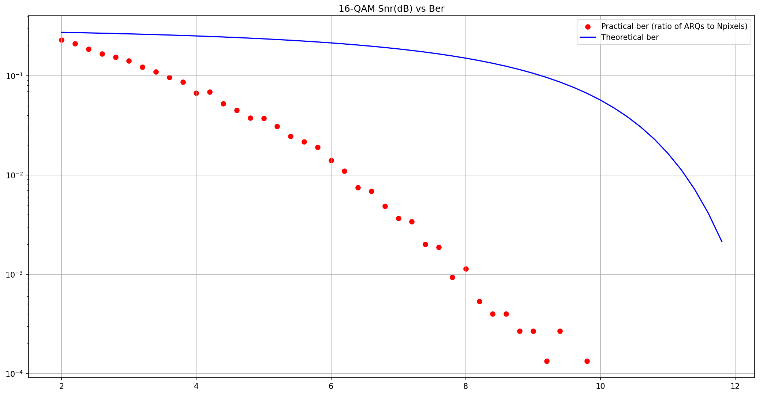 16-QAM Snr(dB) vs Ber
Practical ber (ratio of ARQs to Npixels)
Theoretical ber
10⁻¹
10⁻²
10⁻³
10⁻⁴
2 4 6 8 10 12